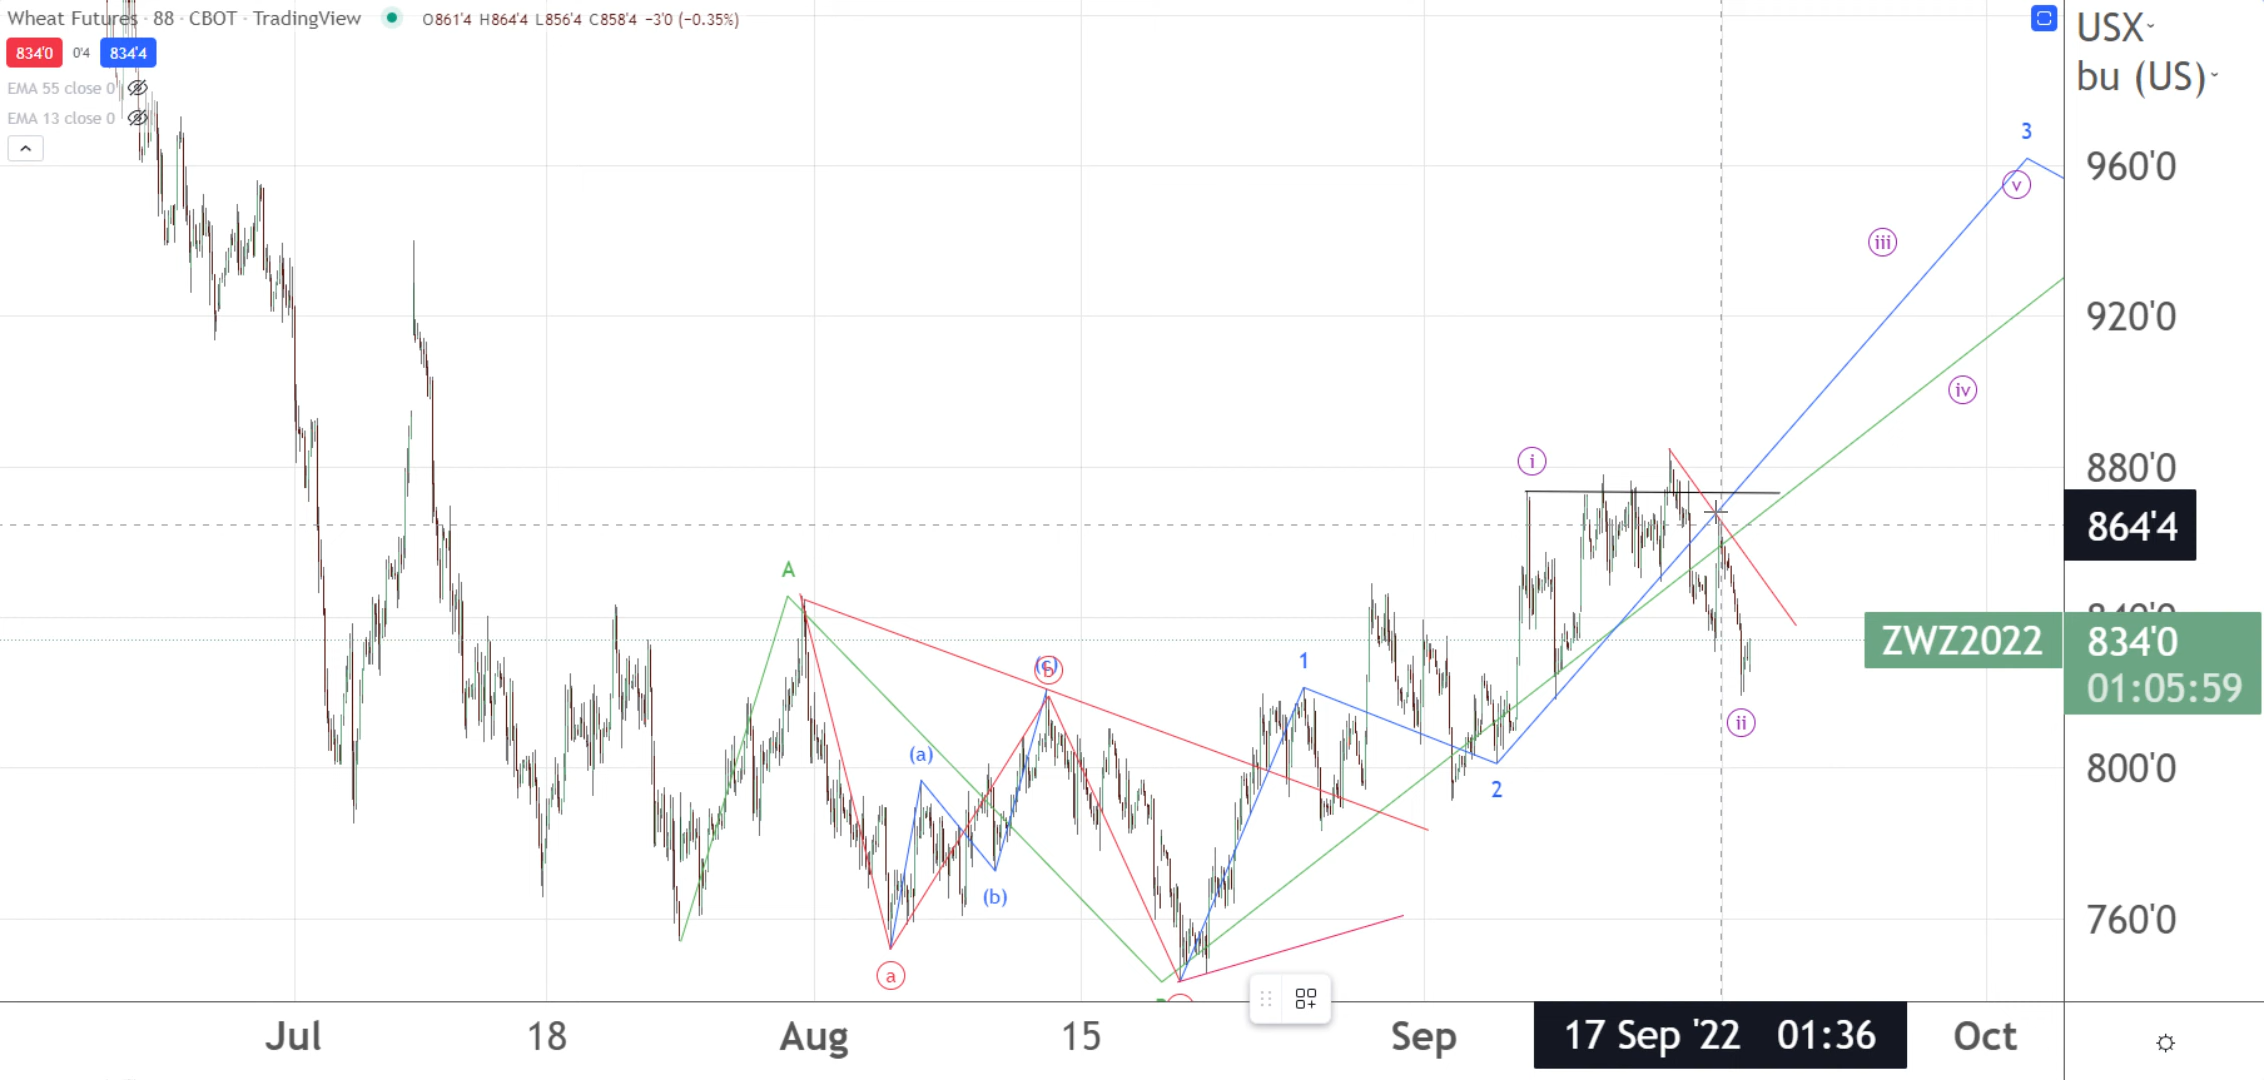 Wheat Futures · 88 · CBOT · TradingView O861'4 H864'4 L856'4 C858'4 −3'0 (−0.35%)
834'0 0'4 834'4
EMA 55 close 0
EMA 13 close 0
USX
bu (US)
3
960'0
v
iii
920'0
iv
880'0
i
864'4
A
840'0
ZWZ2022 834'0
01:05:59
1
(a)
ii
800'0
2
(b)
760'0
a
Jul 18 Aug 15 Sep 17 Sep '22 01:36 Oct